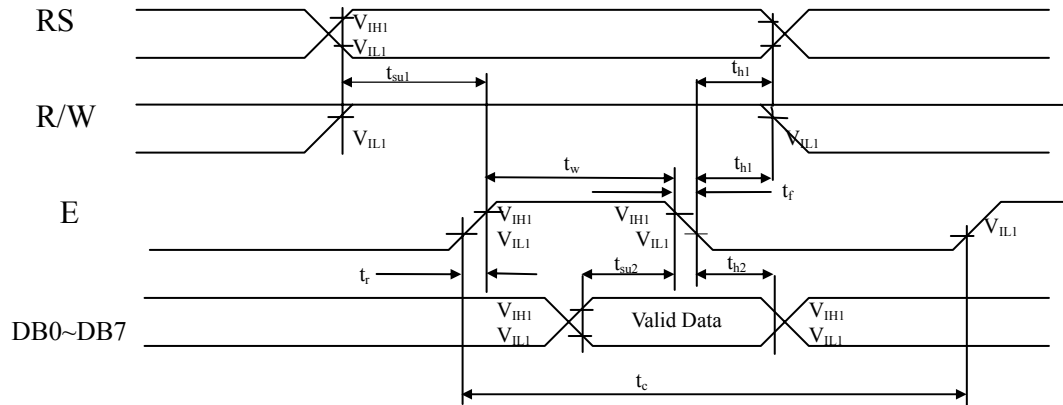 RS
V_IH1
V_IL1
t_su1
t_h1
R/W
V_IL1
V_IL1
t_w
t_h1
t_f
E
V_IH1
V_IL1
V_IH1
V_IL1
V_IL1
t_r
t_su2
t_h2
DB0~DB7
V_IH1
V_IL1
Valid Data
V_IH1
V_IL1
t_c